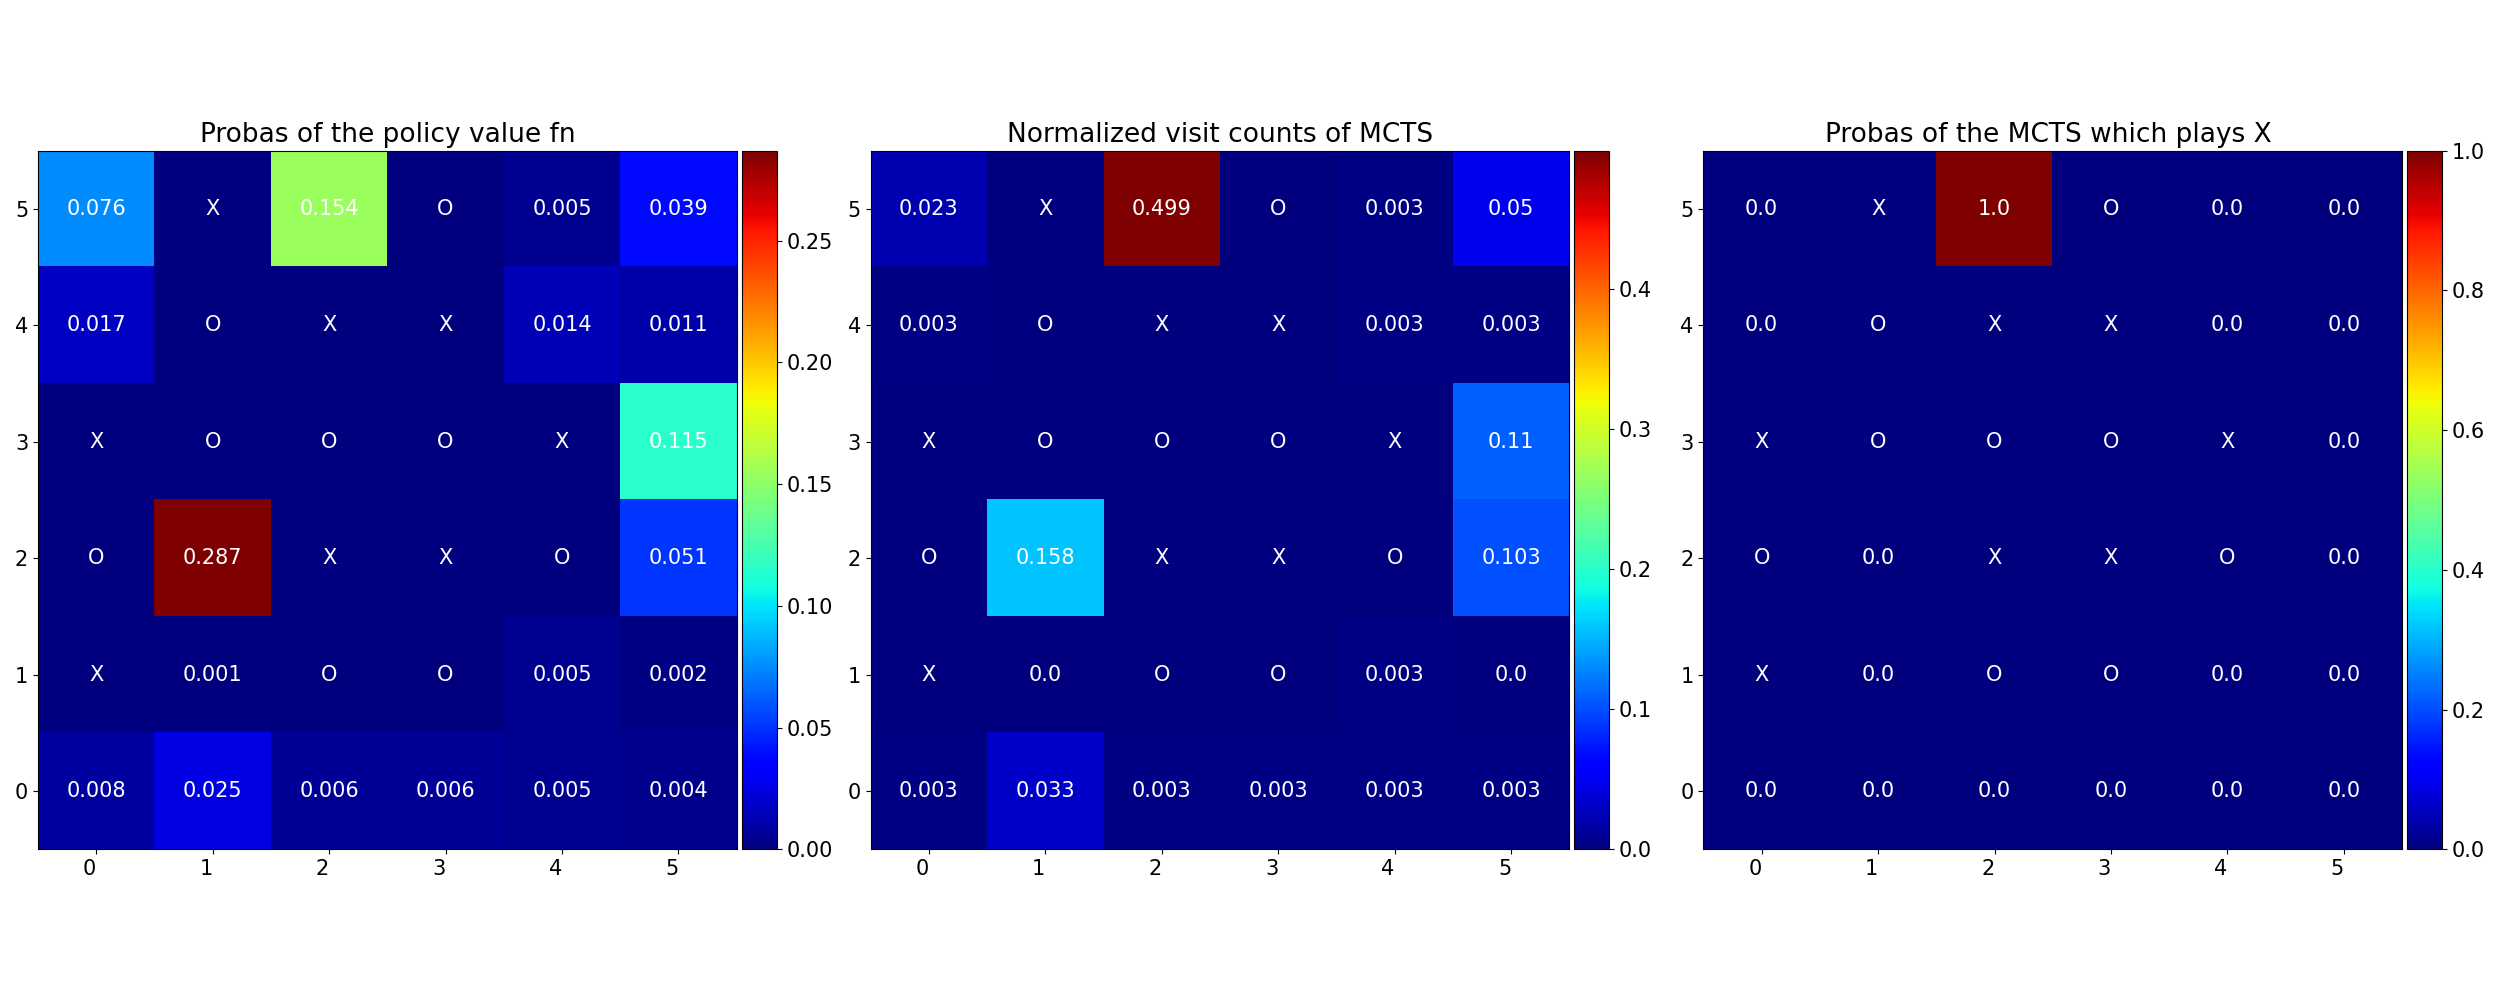 Probas of the policy value fn
5 0.076 X 0.154 O 0.005 0.039
0.25
4 0.017 O X X 0.014 0.011
0.20
3 X O O O X 0.115
0.15
2 O 0.287 X X O 0.051
0.10
1 X 0.001 O O 0.005 0.002
0.05
0 0.008 0.025 0.006 0.006 0.005 0.004
0.00
0 1 2 3 4 5
Normalized visit counts of MCTS
5 0.023 X 0.499 O 0.003 0.05
0.4
4 0.003 O X X 0.003 0.003
0.3
3 X O O O X 0.11
2 O 0.158 X X O 0.103
0.2
1 X 0.0 O O 0.003 0.0
0.1
0 0.003 0.033 0.003 0.003 0.003 0.003
0.0
0 1 2 3 4 5
Probas of the MCTS which plays X
1.0
5 0.0 X 1.0 O 0.0 0.0
0.8
4 0.0 O X X 0.0 0.0
0.6
3 X O O O X 0.0
2 O 0.0 X X O 0.0
0.4
1 X 0.0 O O 0.0 0.0
0.2
0 0.0 0.0 0.0 0.0 0.0 0.0
0.0
0 1 2 3 4 5